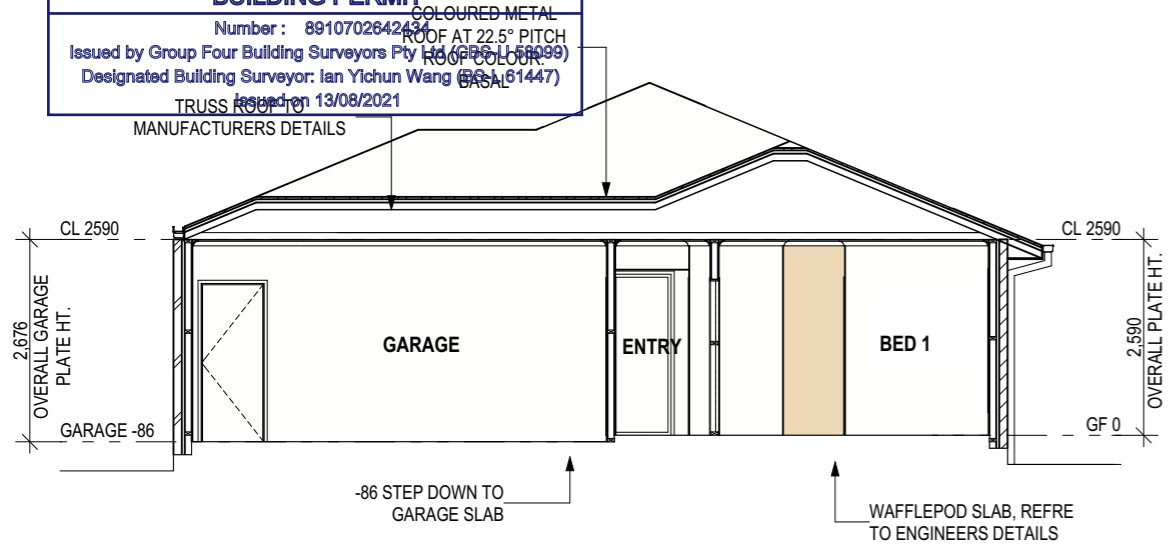 BUILDING PERMIT
Number : 8910702642434
Issued by Group Four Building Surveyors Pty Ltd (CBS-U 58099)
Designated Building Surveyor: Ian Yichun Wang (BS-L 61447)
Issued on 13/08/2021
COLOURED METAL
ROOF AT 22.5° PITCH
ROOF COLOUR:
BASAL
TRUSS ROOF TO
MANUFACTURERS DETAILS
CL 2590
CL 2590
2,676
OVERALL GARAGE
PLATE HT.
GARAGE
ENTRY
BED 1
2,590
OVERALL PLATE HT.
GARAGE -86
GF 0
-86 STEP DOWN TO
GARAGE SLAB
WAFFLEPOD SLAB, REFRE
TO ENGINEERS DETAILS